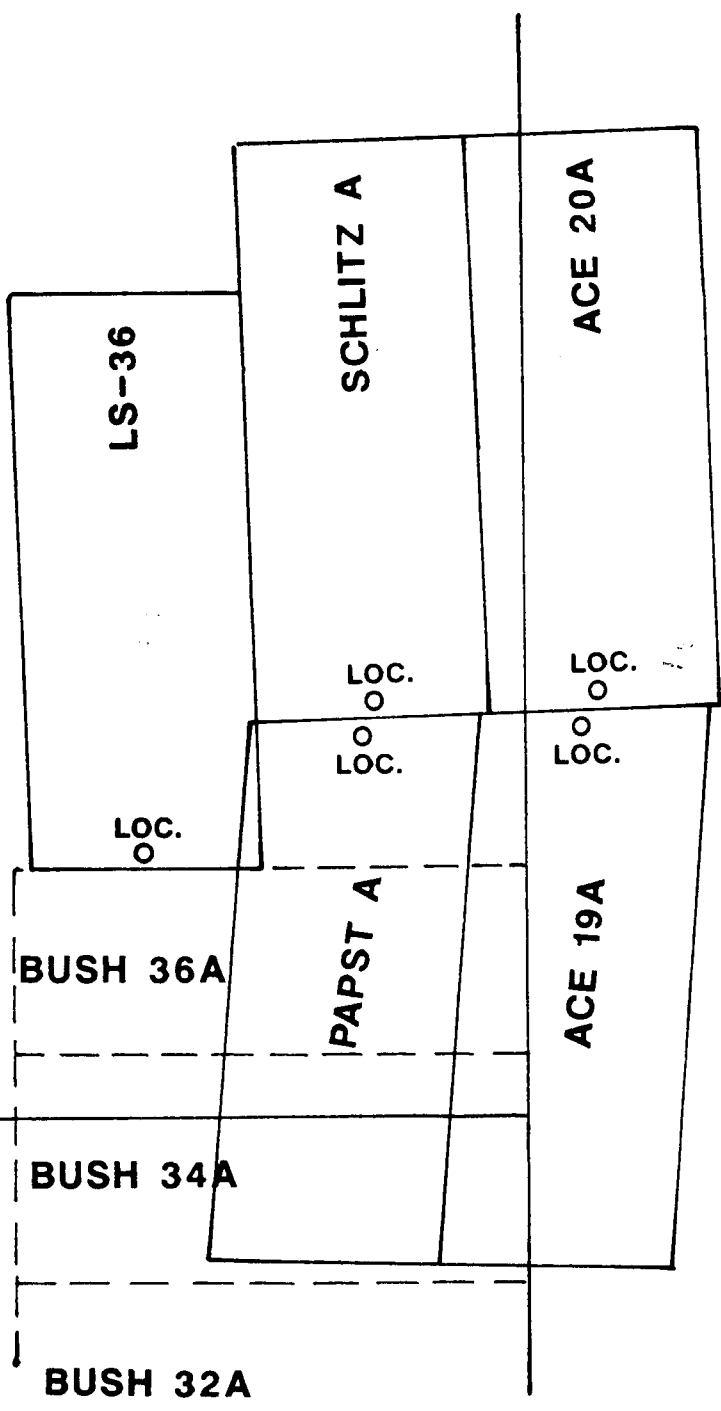 SCHLITZ A
ACE 20A
LS-36
LOC.
LOC.
LOC.
LOC.
LOC.
PAPST A
ACE 19A
BUSH 36A
BUSH 34A
BUSH 32A